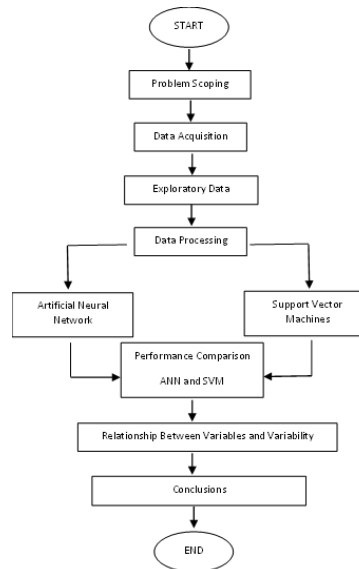 START
Problem Scoping
Data Acquisition
Exploratory Data
Data Processing
Artificial Neural
Network
Support Vector
Machines
Performance Comparison
ANN and SVM
Relationship Between Variables and Variability
Conclusions
END